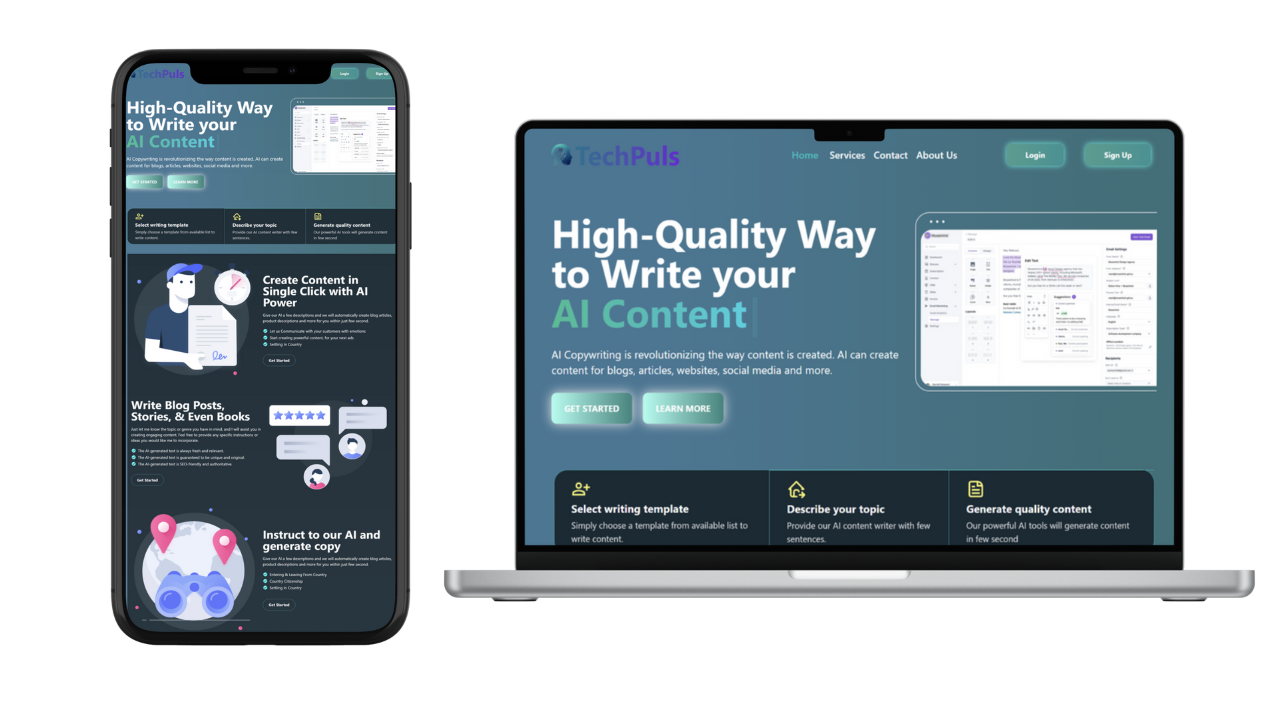 TechPuls
Login
Sign Up
High-Quality Way
to Write your
AI Content
AI Copywriting is revolutionizing the way content is created. AI can create
content for blogs, articles, websites, social media and more.
GET STARTED
LEARN MORE
Select writing template
Simply choose a template from available list to
write content.
Describe your topic
Provide our AI content writer with few
sentences.
Generate quality content
Our powerful AI tools will generate content
in few second
Create Content in
Single Click with AI
Power
Give our AI a few descriptions and we will automatically create blog articles,
product descriptions and more for you within just few second.
Let us Communicate with your customers with emotions
Start creating powerful content, for your next ads
Settling in Country
Get Started
Write Blog Posts,
Stories, & Even Books
Just let me know the topic or genre you have in mind, and I will assist you in
creating engaging content. Feel free to provide any specific instructions or
ideas you would like me to incorporate.
The AI-generated text is always fresh and relevant.
The AI-generated text is guaranteed to be unique and original.
The AI-generated text is SEO-friendly and authoritative.
Get Started
Instruct to our AI and
generate copy
Give our AI a few descriptions and we will automatically create blog articles,
product descriptions and more for you within just few second
Entering & Leaving From Country
Country Citizenship
Settling in Country
Get Started
TechPuls
Home
Services
Contact
About Us
Login
Sign Up
High-Quality Way
to Write your
AI Content
AI Copywriting is revolutionizing the way content is created. AI can create
content for blogs, articles, websites, social media and more.
GET STARTED
LEARN MORE
Edit Text
Suggestions
Email Settings
Recipients
Select writing template
Simply choose a template from available list to
write content.
Describe your topic
Provide our AI content writer with few
sentences.
Generate quality content
Our powerful AI tools will generate content
in few second